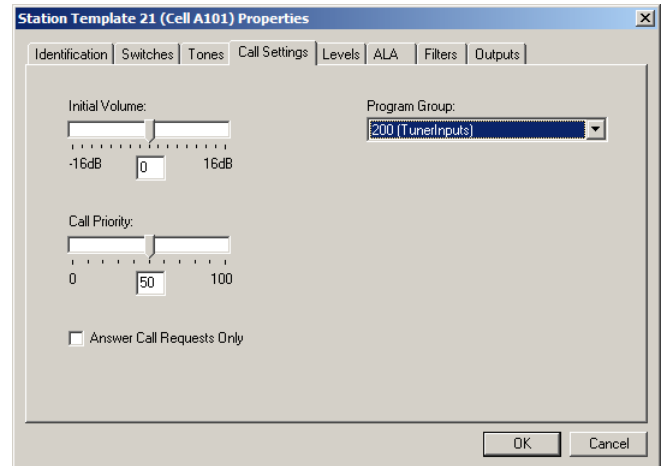 Station Template 21 (Cell A101) Properties
Identification Switches Tones Call Settings Levels ALA Filters Outputs
Initial Volume:
Program Group:
200 (TunerInputs)
-16dB 0 16dB
Call Priority:
0 50 100
Answer Call Requests Only
OK Cancel